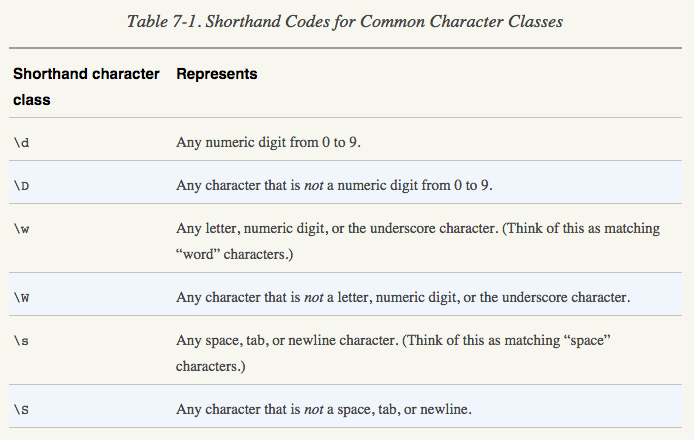 Table 7-1. Shorthand Codes for Common Character Classes
Shorthand character Represents
class
\d Any numeric digit from 0 to 9.
\D Any character that is not a numeric digit from 0 to 9.
\w Any letter, numeric digit, or the underscore character. (Think of this as matching
“word” characters.)
\W Any character that is not a letter, numeric digit, or the underscore character.
\s Any space, tab, or newline character. (Think of this as matching “space”
characters.)
\S Any character that is not a space, tab, or newline.